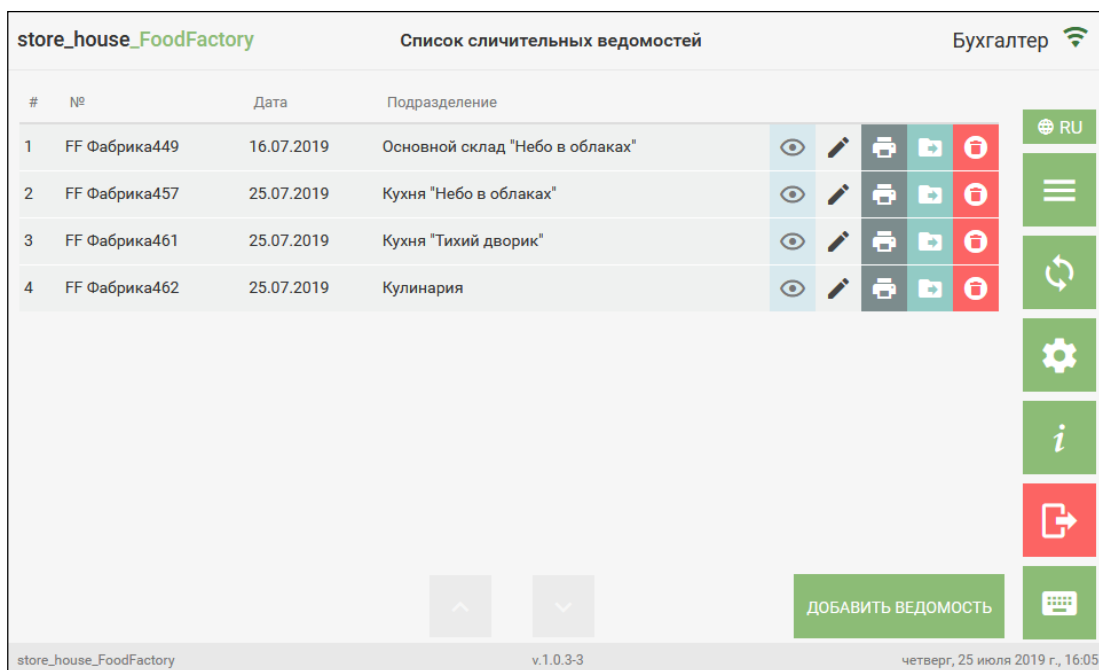 store_house_FoodFactory Список сличительных ведомостей Бухгалтер
# № Дата Подразделение
RU
1 FF Фабрика449 16.07.2019 Основной склад "Небо в облаках"
2 FF Фабрика457 25.07.2019 Кухня "Небо в облаках"
3 FF Фабрика461 25.07.2019 Кухня "Тихий дворик"
4 FF Фабрика462 25.07.2019 Кулинария
i
ДОБАВИТЬ ВЕДОМОСТЬ
store_house_FoodFactory v.1.0.3-3 четверг, 25 июля 2019 г., 16:05